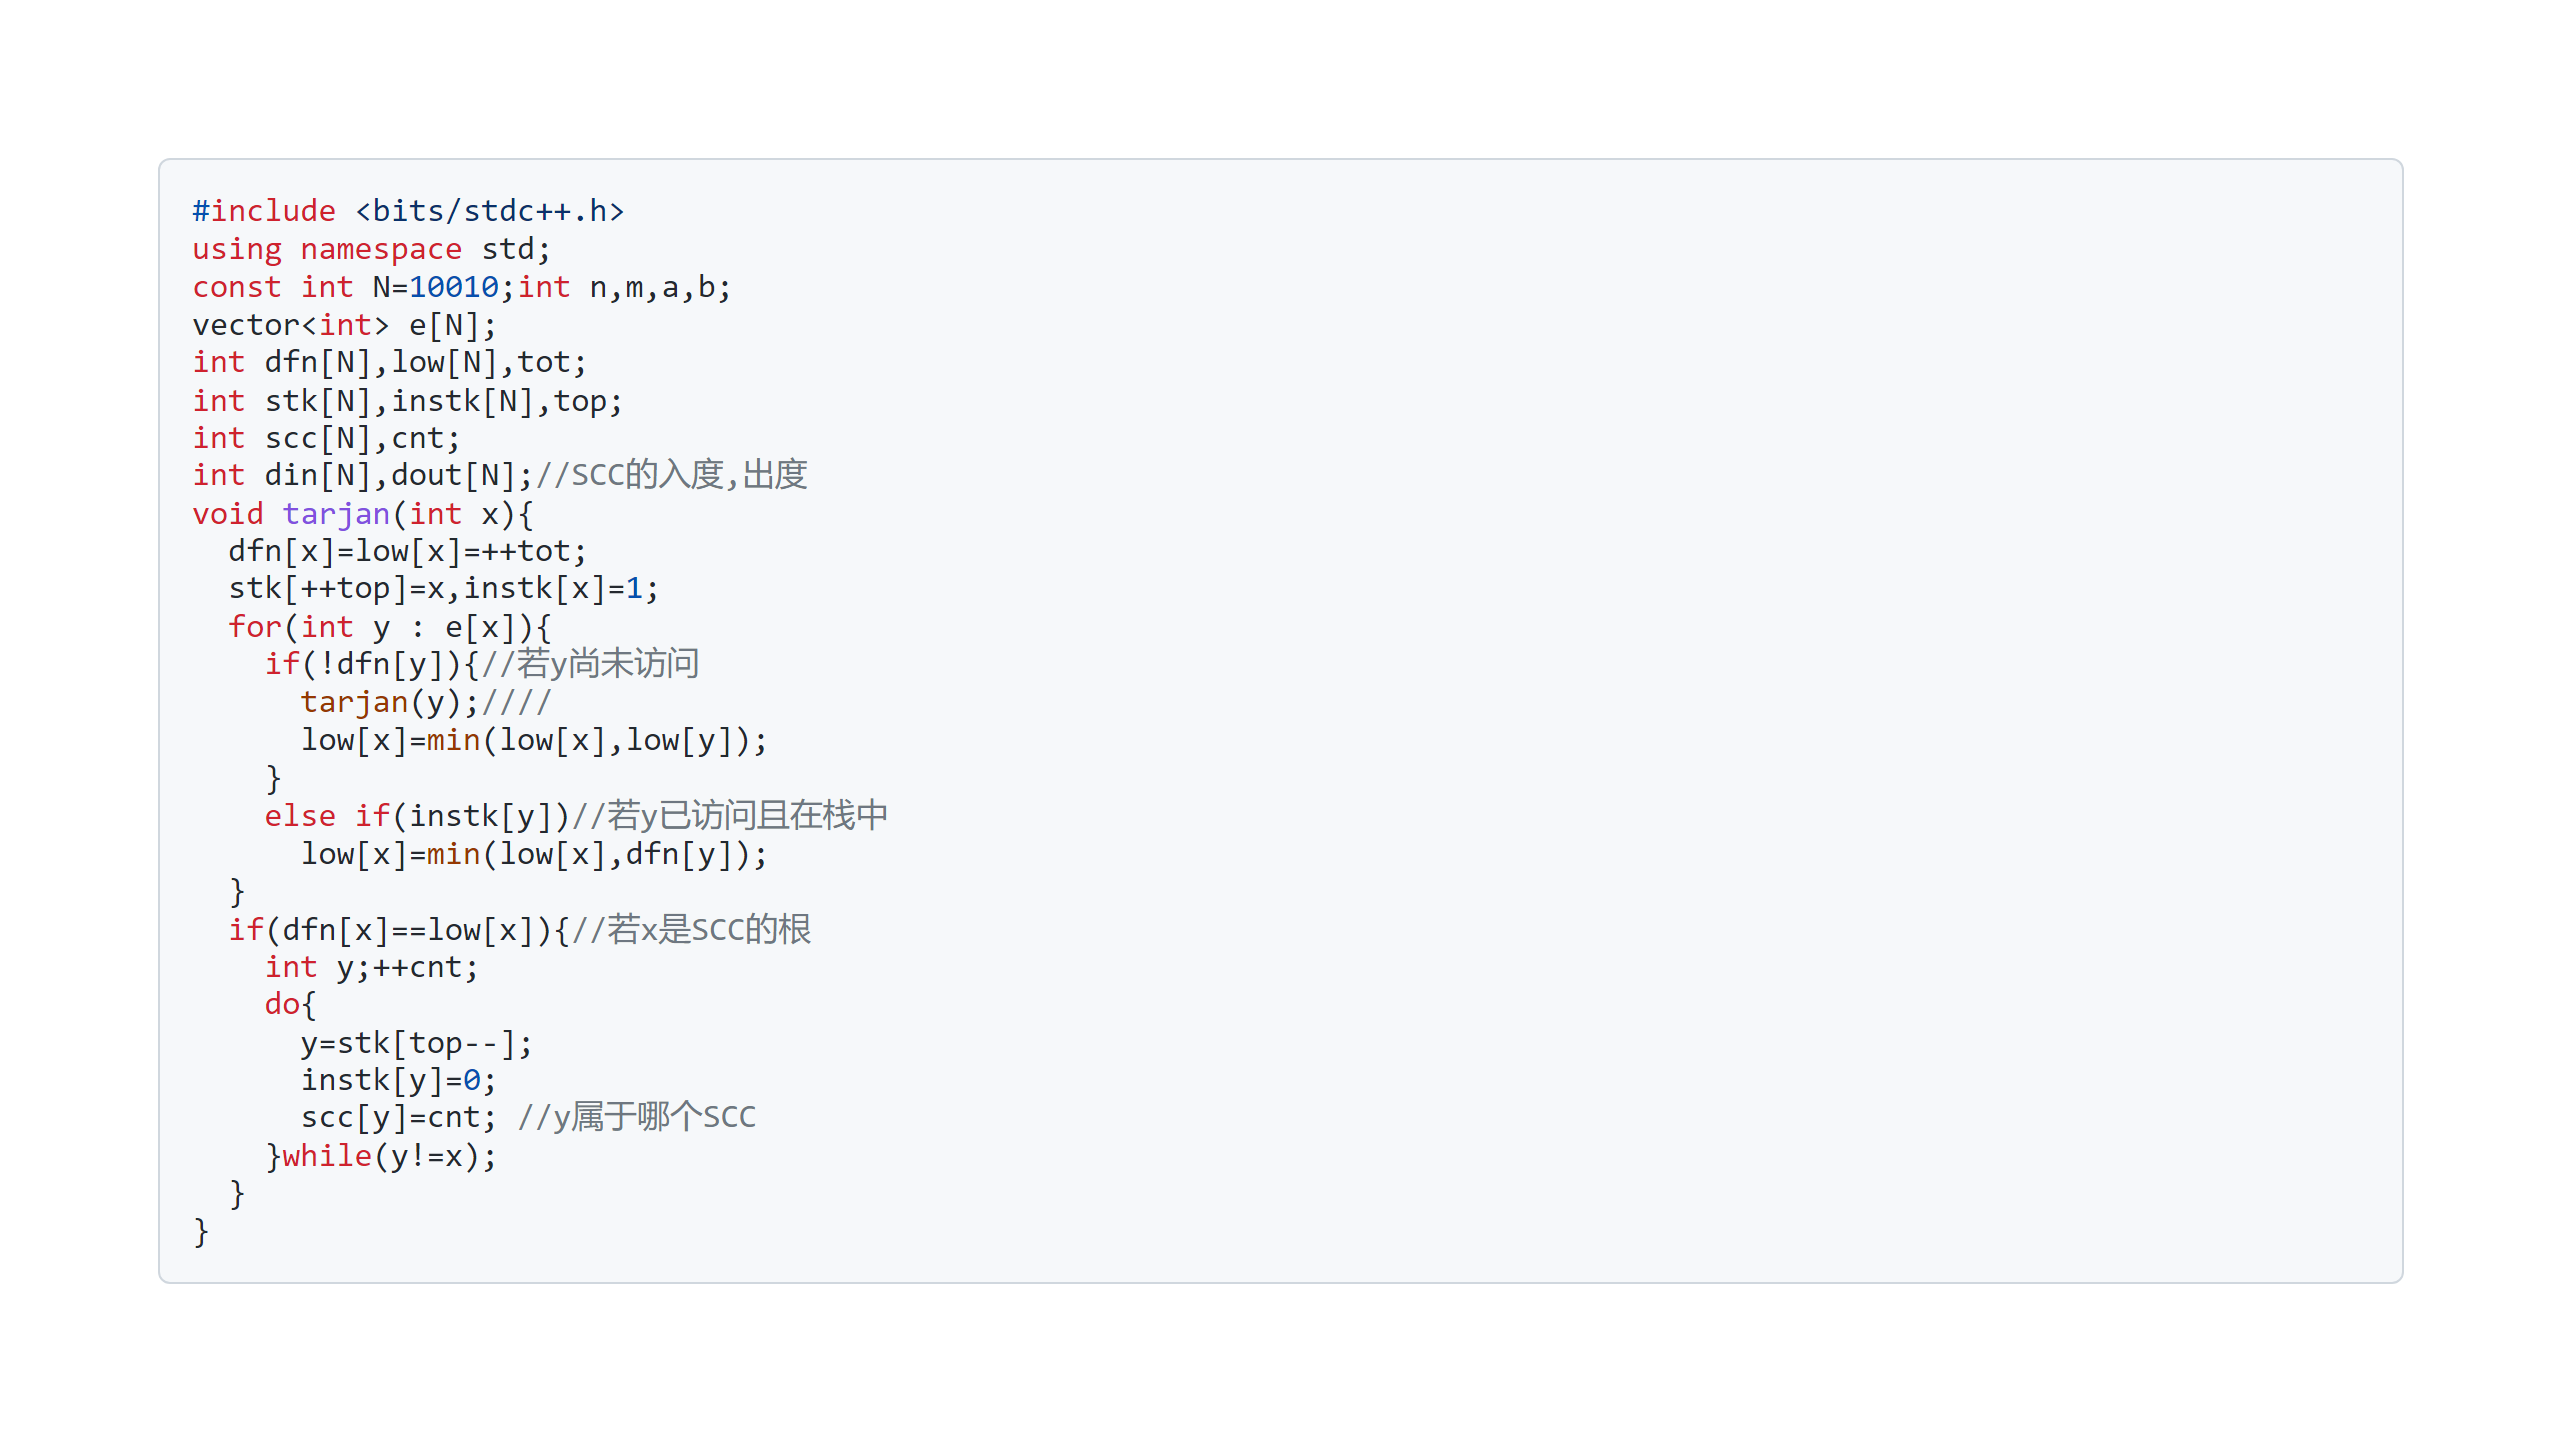 #include <bits/stdc++.h>
using namespace std;
const int N=10010;int n,m,a,b;
vector<int> e[N];
int dfn[N],low[N],tot;
int stk[N],instk[N],top;
int scc[N],cnt;
int din[N],dout[N];//SCC的入度,出度
void tarjan(int x){
  dfn[x]=low[x]=++tot;
  stk[++top]=x,instk[x]=1;
  for(int y : e[x]){
    if(!dfn[y]){//若y尚未访问
      tarjan(y);////
      low[x]=min(low[x],low[y]);
    }
    else if(instk[y])//若y已访问且在栈中
      low[x]=min(low[x],dfn[y]);
  }
  if(dfn[x]==low[x]){//若x是SCC的根
    int y;++cnt;
    do{
      y=stk[top--];
      instk[y]=0;
      scc[y]=cnt; //y属于哪个SCC
    }while(y!=x);
  }
}